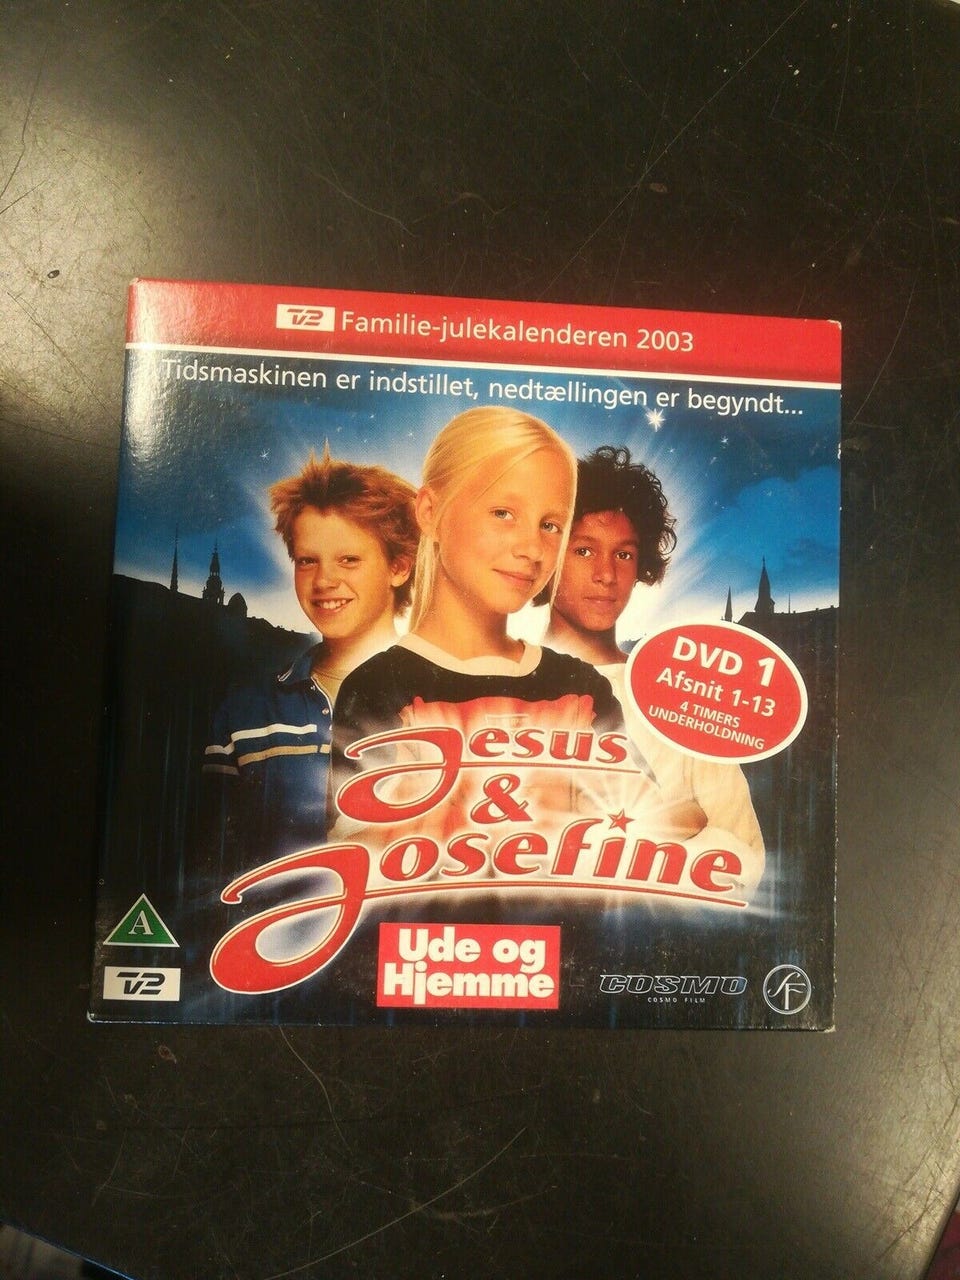 TV2 Familie-julekalenderen 2003
Tidsmaskinen er indstillet, nedtællingen er begyndt...
DVD 1
Afsnit 1-13
4 TIMERS
UNDERHOLDNING
Jesus
&
Josefine
A
TV2
Ude og
Hjemme
COSMO
COSMO FILM
SF